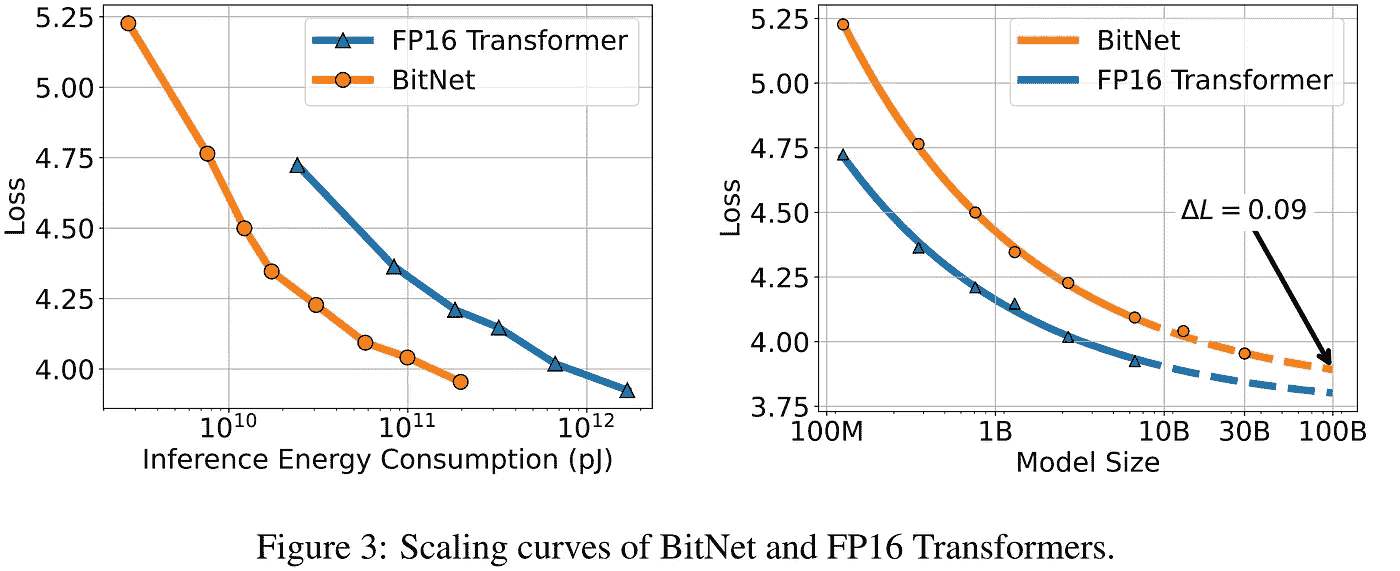 5.25
5.00
4.75
4.50
4.25
4.00
Loss
FP16 Transformer
BitNet
10¹⁰
10¹¹
10¹²
Inference Energy Consumption (pJ)
5.25
5.00
4.75
4.50
4.25
4.00
3.75
Loss
BitNet
FP16 Transformer
ΔL = 0.09
100M
1B
10B
30B
100B
Model Size
Figure 3: Scaling curves of BitNet and FP16 Transformers.